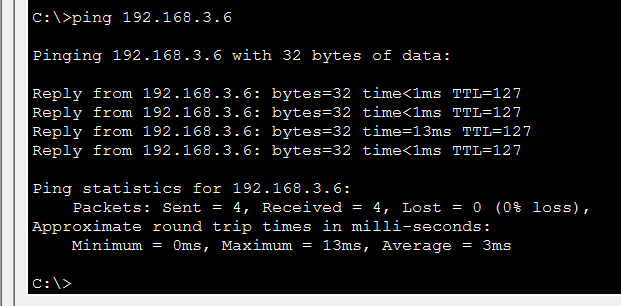 C:\>ping 192.168.3.6
Pinging 192.168.3.6 with 32 bytes of data:
Reply from 192.168.3.6: bytes=32 time<1ms TTL=127
Reply from 192.168.3.6: bytes=32 time<1ms TTL=127
Reply from 192.168.3.6: bytes=32 time=13ms TTL=127
Reply from 192.168.3.6: bytes=32 time<1ms TTL=127
Ping statistics for 192.168.3.6:
    Packets: Sent = 4, Received = 4, Lost = 0 (0% loss),
Approximate round trip times in milli-seconds:
    Minimum = 0ms, Maximum = 13ms, Average = 3ms
C:\>